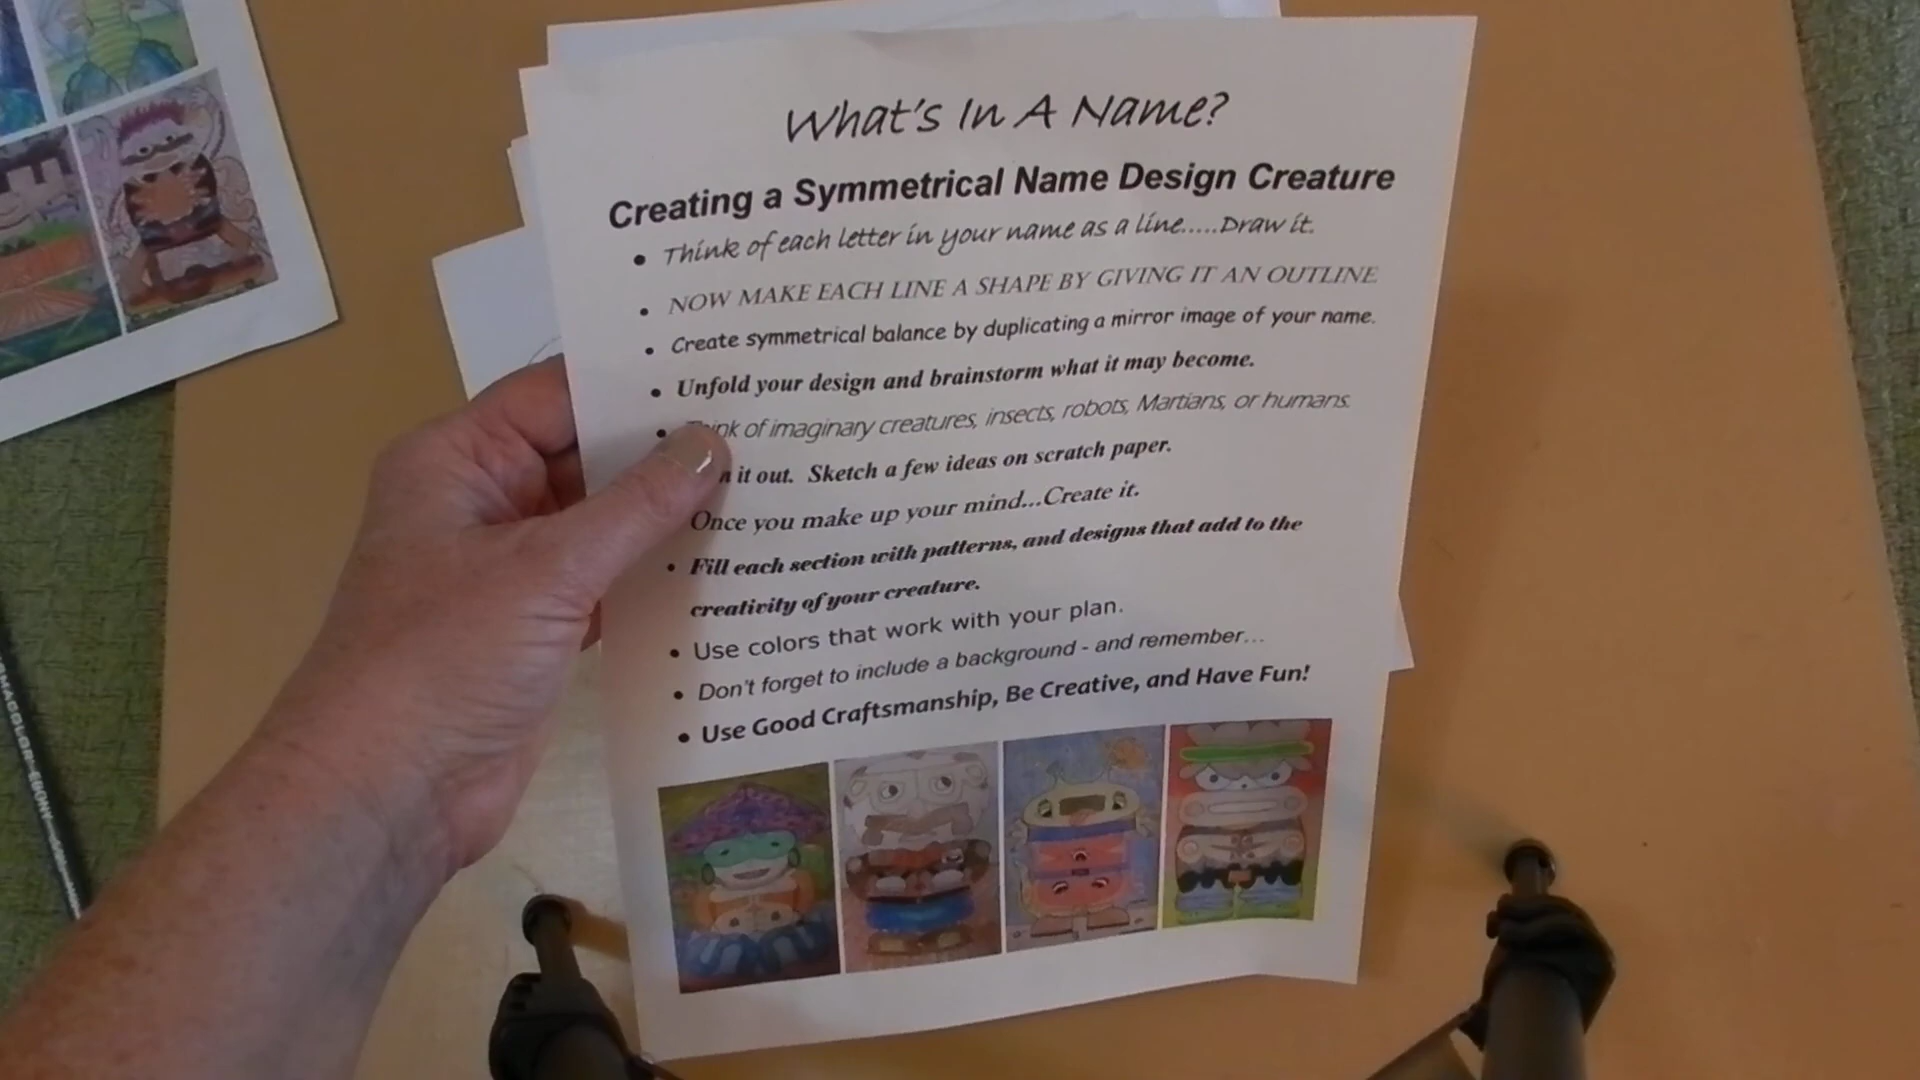 What's In A Name?
Creating a Symmetrical Name Design Creature
• Think of each letter in your name as a line.....Draw it.
• NOW MAKE EACH LINE A SHAPE BY GIVING IT AN OUTLINE
• Create symmetrical balance by duplicating a mirror image of your name.
• Unfold your design and brainstorm what it may become.
• Think of imaginary creatures, insects, robots, Martians, or humans.
it out. Sketch a few ideas on scratch paper.
Once you make up your mind...Create it.
• Fill each section with patterns, and designs that add to the
creativity of your creature.
• Use colors that work with your plan.
• Don't forget to include a background - and remember...
• Use Good Craftsmanship, Be Creative, and Have Fun!
EBONY